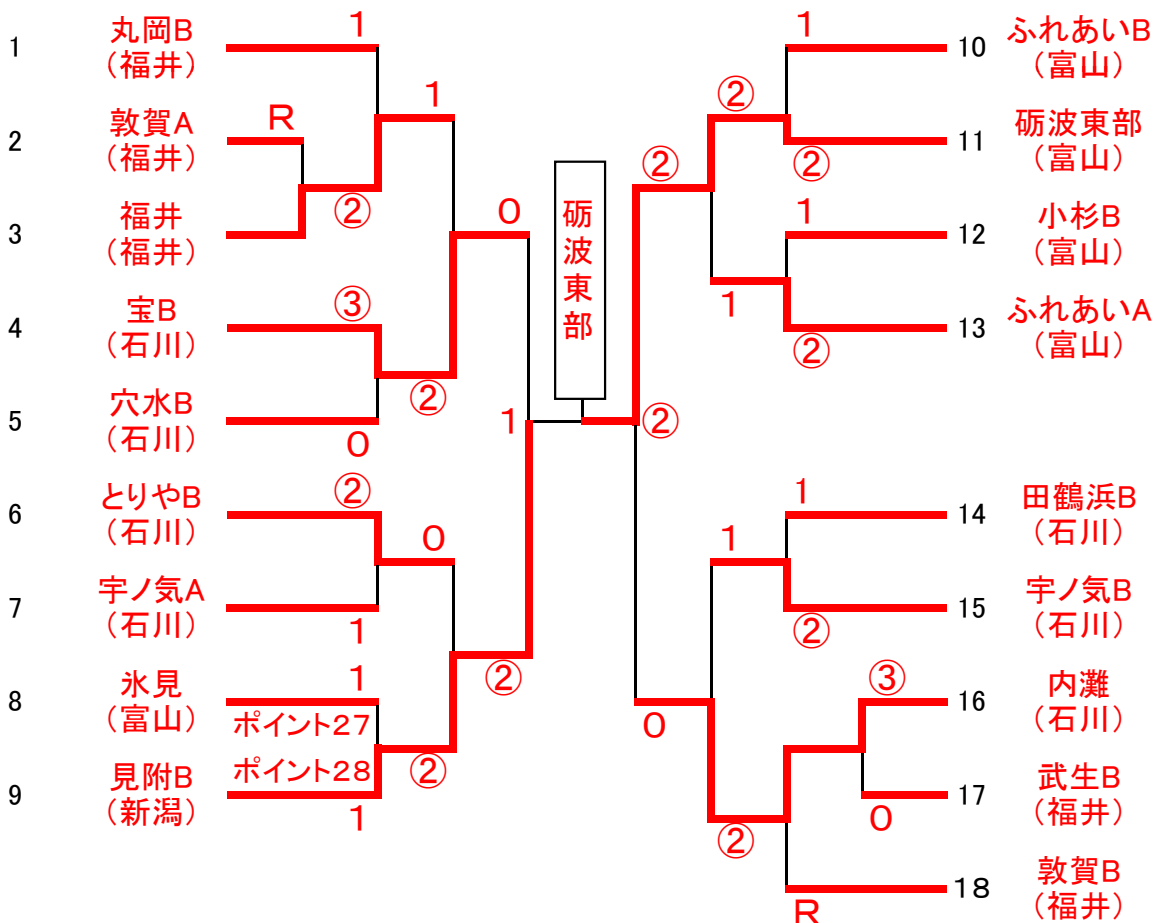 1
丸岡B
（福井）
1
2
敦賀A
（福井）
R
1
3
福井
（福井）
②
0
4
宝B
（石川）
③
5
穴水B
（石川）
0
②
1
6
とりやB
（石川）
②
0
7
宇ノ気A
（石川）
1
②
8
氷見
（富山）
1
ポイント27
9
見附B
（新潟）
ポイント28
1
②
砺波東部
1
10
ふれあいB
（富山）
②
11
砺波東部
（富山）
②
②
1
12
小杉B
（富山）
1
13
ふれあいA
（富山）
②
②
1
14
田鶴浜B
（石川）
1
15
宇ノ気B
（石川）
②
③
16
内灘
（石川）
0
17
武生B
（福井）
0
②
18
敦賀B
（福井）
R